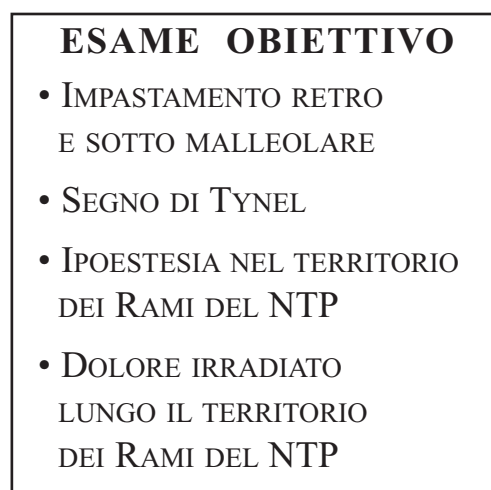 ESAME OBIETTIVO
• IMPASTAMENTO RETRO
E SOTTO MALLEOLARE
• SEGNO DI TYNEL
• IPOESTESIA NEL TERRITORIO
DEI RAMI DEL NTP
• DOLORE IRRADIATO
LUNGO IL TERRITORIO
DEI RAMI DEL NTP